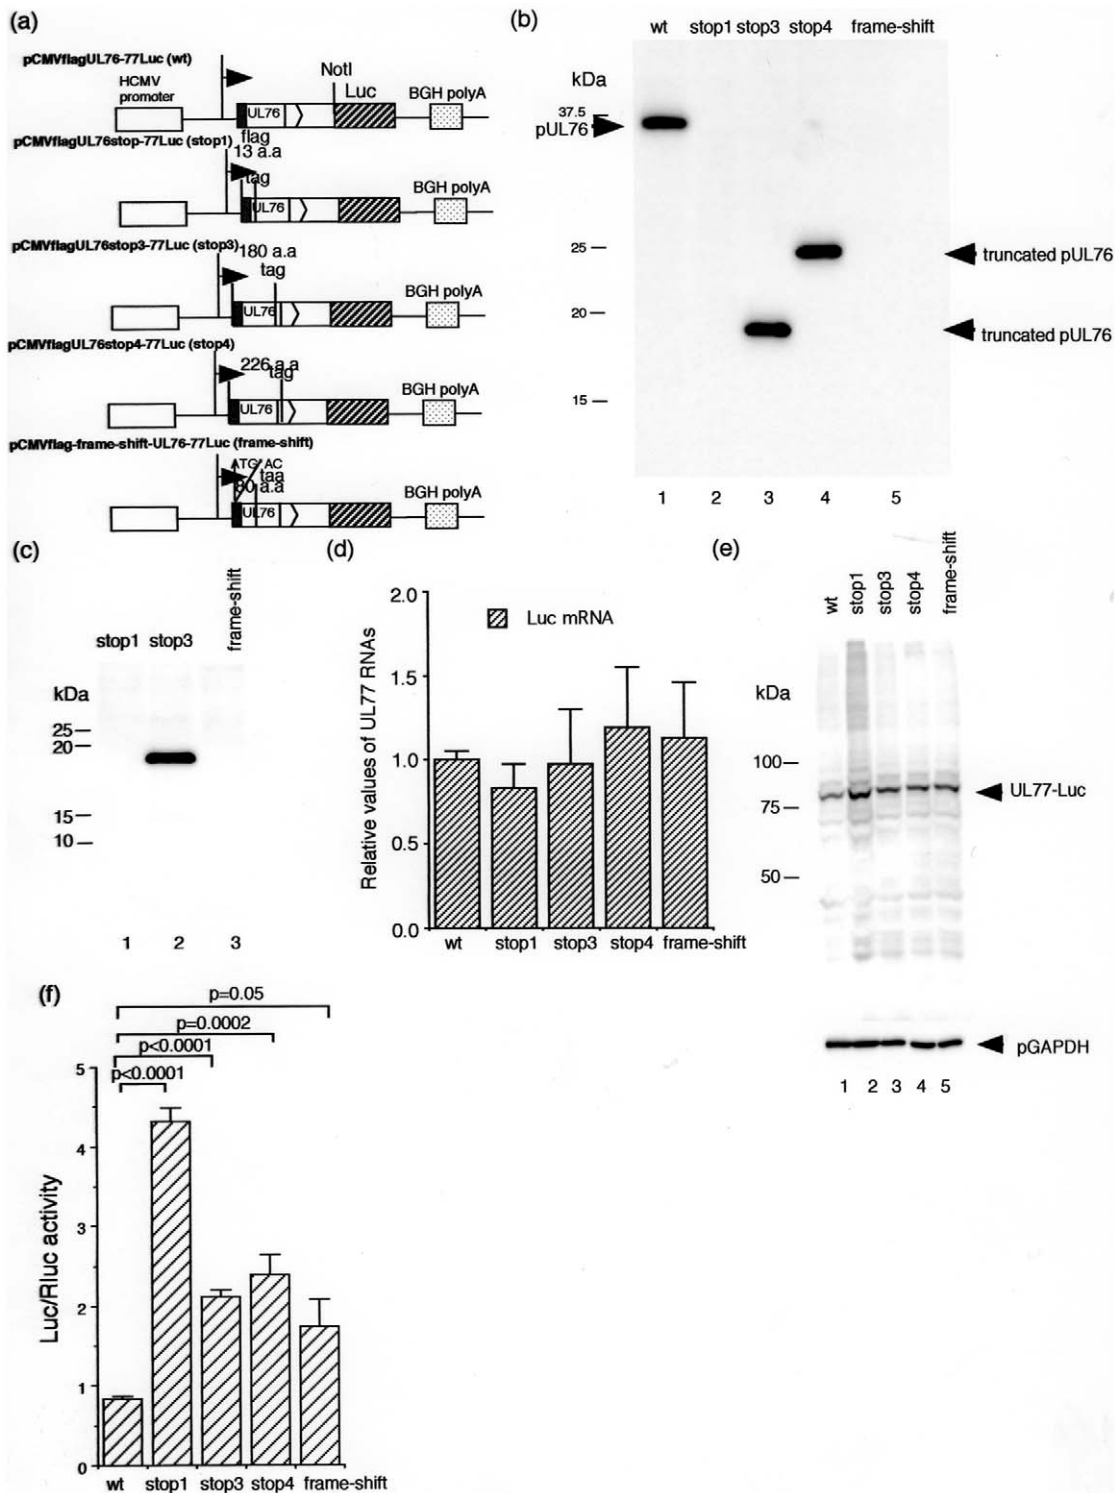 (a)
pCMVflagUL76-77Luc (wt)
HCMV
promoter
NotI
Luc
BGH polyA
UL76
flag
pCMVflagUL76stop-77Luc (stop1)
13 a.a
tag
BGH polyA
UL76
pCMVflagUL76stop3-77Luc (stop3)
180 a.a
tag
BGH polyA
UL76
pCMVflagUL76stop4-77Luc (stop4)
226 a.a
tag
BGH polyA
UL76
pCMVflag-frame-shift-UL76-77Luc (frame-shift)
ATG AC
taa
a.a
BGH polyA
UL76
(b)
wt stop1 stop3 stop4 frame-shift
kDa
37.5
pUL76
25
truncated pUL76
20
truncated pUL76
15
1 2 3 4 5
(c)
stop1 stop3 frame-shift
kDa
25
20
15
10
1 2 3
(d)
Relative values of UL77 RNAs
2.0
1.5
1.0
0.5
0.0
Luc mRNA
wt stop1 stop3 stop4 frame-shift
(e)
wt stop1 stop3 stop4 frame-shift
kDa
100
75
50
UL77-Luc
pGAPDH
1 2 3 4 5
(f)
p=0.05
p=0.0002
p<0.0001
p<0.0001
Luc/Rluc activity
5
4
3
2
1
0
wt stop1 stop3 stop4 frame-shift